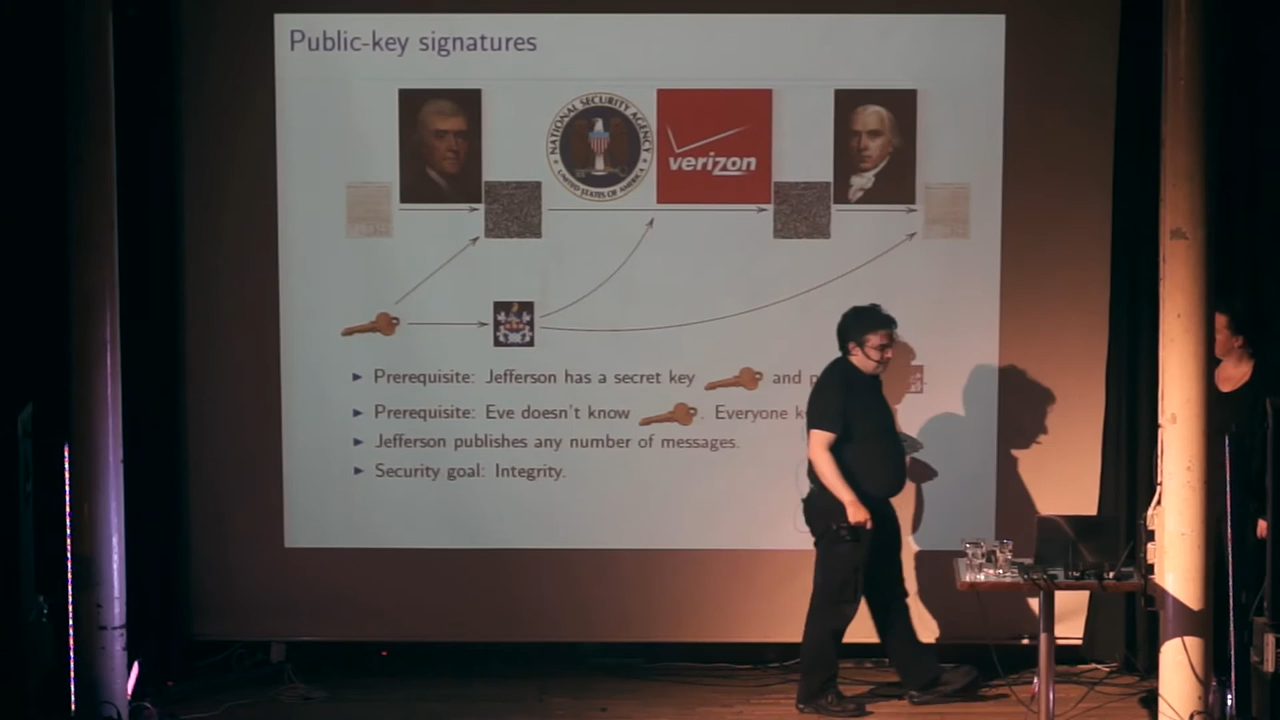 Public-key signatures
NATIONAL SECURITY AGENCY
UNITED STATES OF AMERICA
verizon
Prerequisite: Jefferson has a secret key and
Prerequisite: Eve doesn't know . Everyone
Jefferson publishes any number of messages.
Security goal: Integrity.